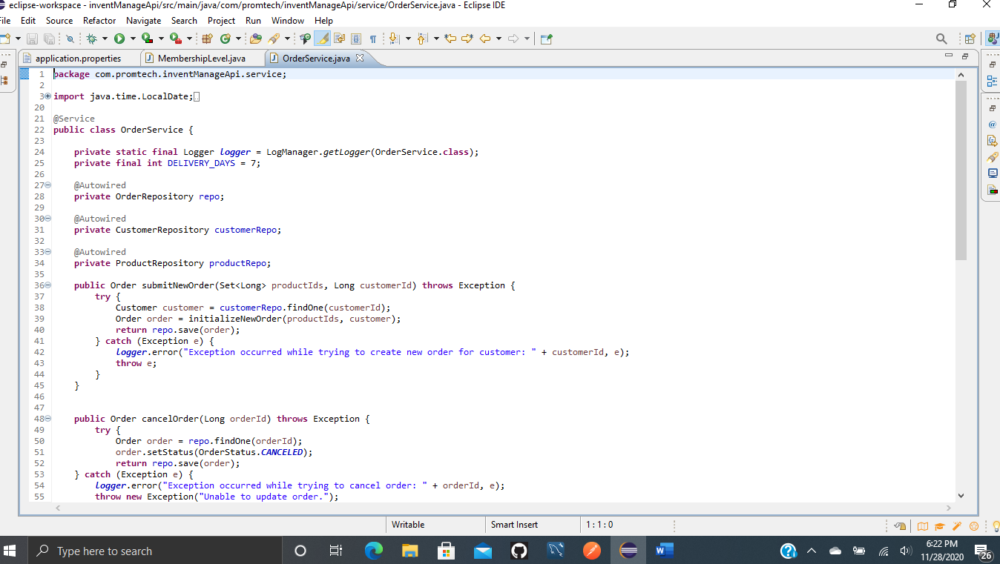 eclipse-workspace - inventManageApi/src/main/java/com/promtech/inventManageApi/service/OrderService.java - Eclipse IDE
File Edit Source Refactor Navigate Search Project Run Window Help
application.properties MembershipLevel.java OrderService.java
1 package com.promtech.inventManageApi.service;
2
3 import java.time.LocalDate;
20
21 @Service
22 public class OrderService {
23
24 private static final Logger logger = LogManager.getLogger(OrderService.class);
25 private final int DELIVERY_DAYS = 7;
26
27 @Autowired
28 private OrderRepository repo;
29
30 @Autowired
31 private CustomerRepository customerRepo;
32
33 @Autowired
34 private ProductRepository productRepo;
35
36 public Order submitNewOrder(Set<Long> productIds, Long customerId) throws Exception {
37 try {
38 Customer customer = customerRepo.findOne(customerId);
39 Order order = initializeNewOrder(productIds, customer);
40 return repo.save(order);
41 } catch (Exception e) {
42 logger.error("Exception occurred while trying to create new order for customer: " + customerId, e);
43 throw e;
44 }
45 }
46
47
48 public Order cancelOrder(Long orderId) throws Exception {
49 try {
50 Order order = repo.findOne(orderId);
51 order.setStatus(OrderStatus.CANCELED);
52 return repo.save(order);
53 } catch (Exception e) {
54 logger.error("Exception occurred while trying to cancel order: " + orderId, e);
55 throw new Exception("Unable to update order.");
Writable Smart Insert 1 : 1 : 0
Type here to search
6:22 PM
11/28/2020
26